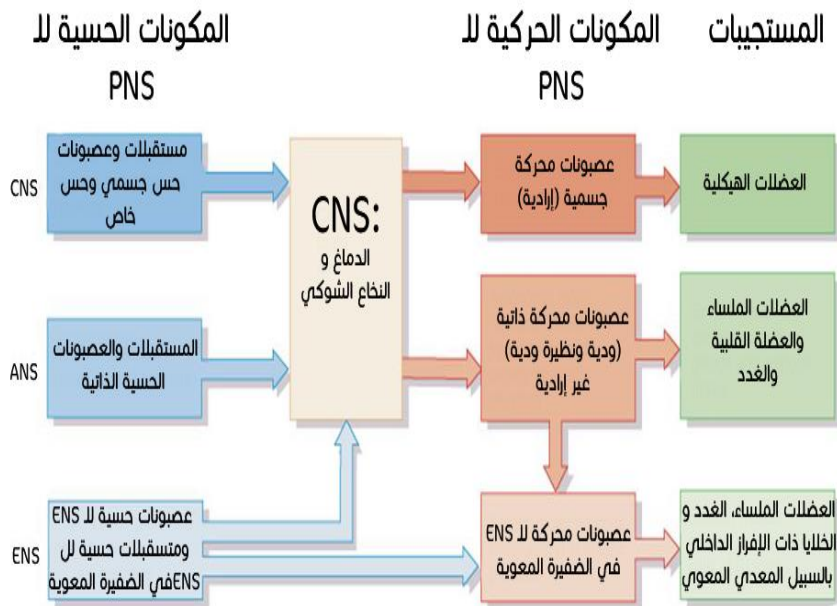 المكونات الحسية لل
PNS
المكونات الحركية لل
PNS
المستجيبات
CNS
مستقبلات وعصبونات
حس جسمي وحس
خاص
CNS:
الدماغ و
النخاع الشوكي
عصبونات محركة
جسمية (إرادية)
العضلات الهيكلية
ANS
المستقبلات والعصبونات
الحسية الذاتية
عصبونات محركة ذاتية
(ودية ونظيرة ودية)
غير إرادية
العضلات الملساء
والعضلة القلبية
والغدد
ENS
عصبونات حسية لل ENS
ومتسقبلات حسية لل
ENSفي الضفيرة المعوية
عصبونات محركة لل ENS
في الضفيرة المعوية
العضلات الملساء، الغدد و
الخلايا ذات الإفراز الداخلي
بالسبيل المعدي المعوي